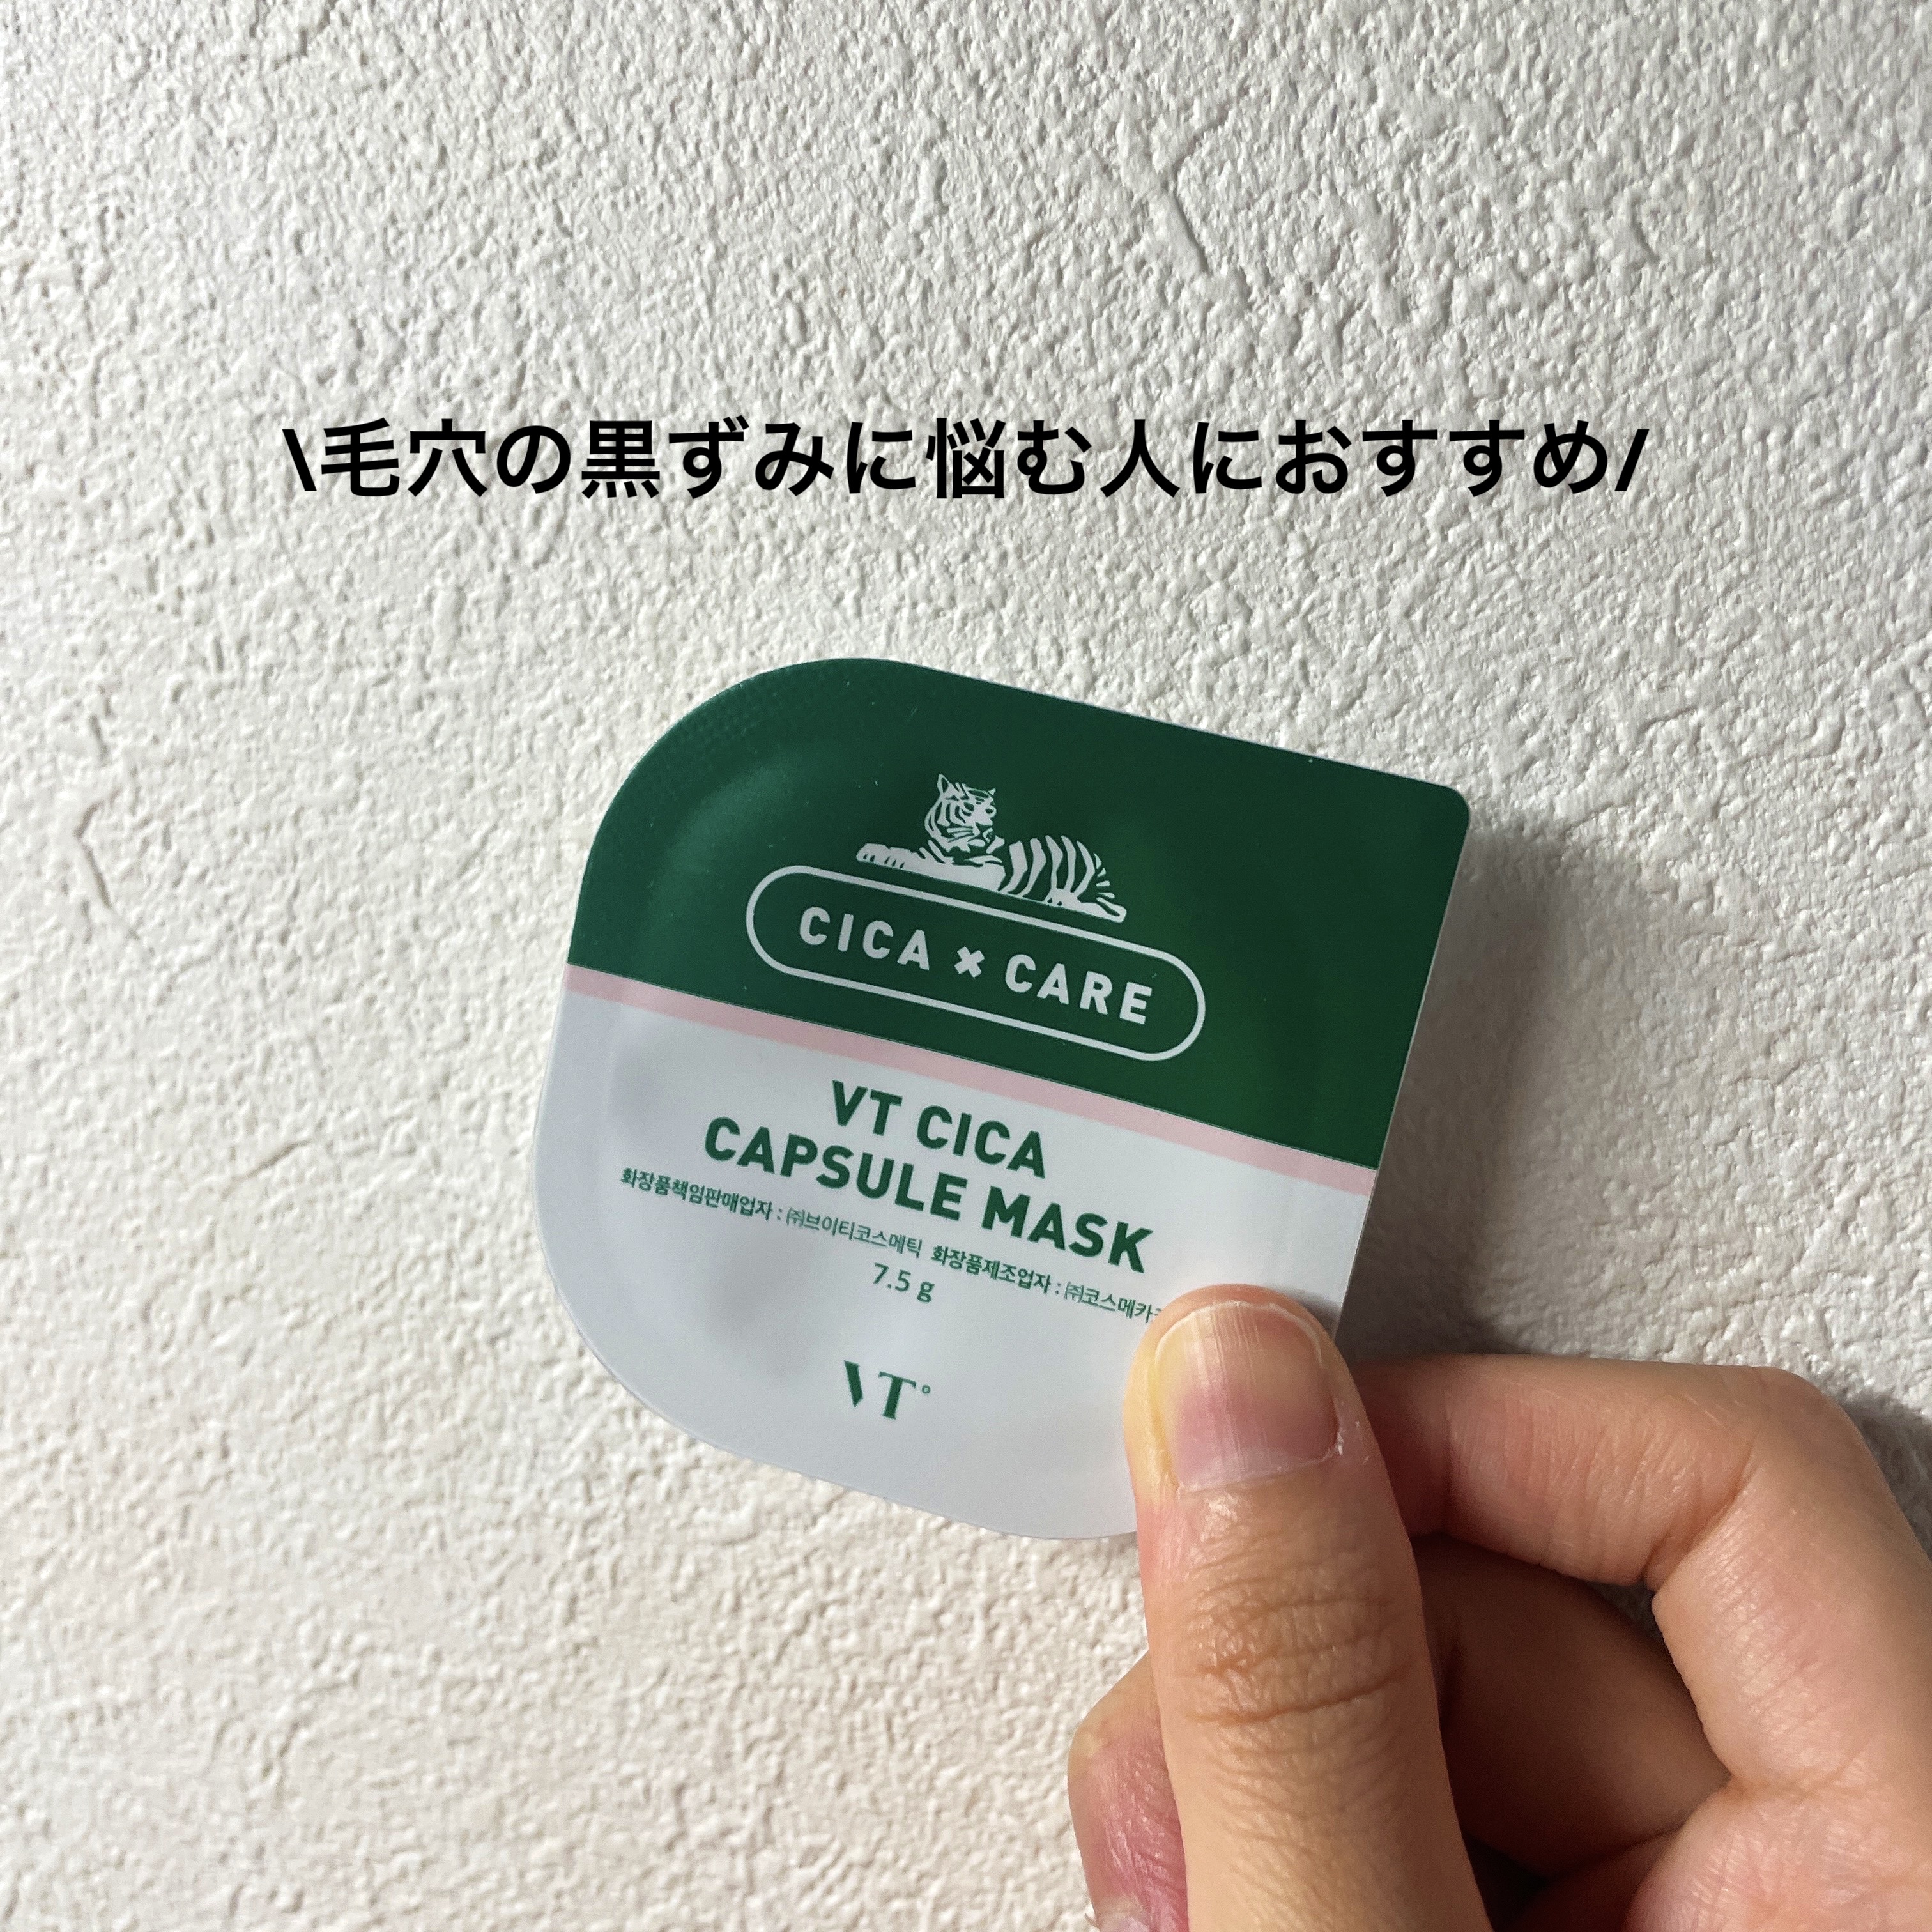 \毛穴の黒ずみに悩む人におすすめ/
CICA × CARE
VT CICA
CAPSULE MASK
화장품책임판매업자 : ㈜브이티코스메틱 화장품제조업자 : ㈜코스메카
7.5 g
VT